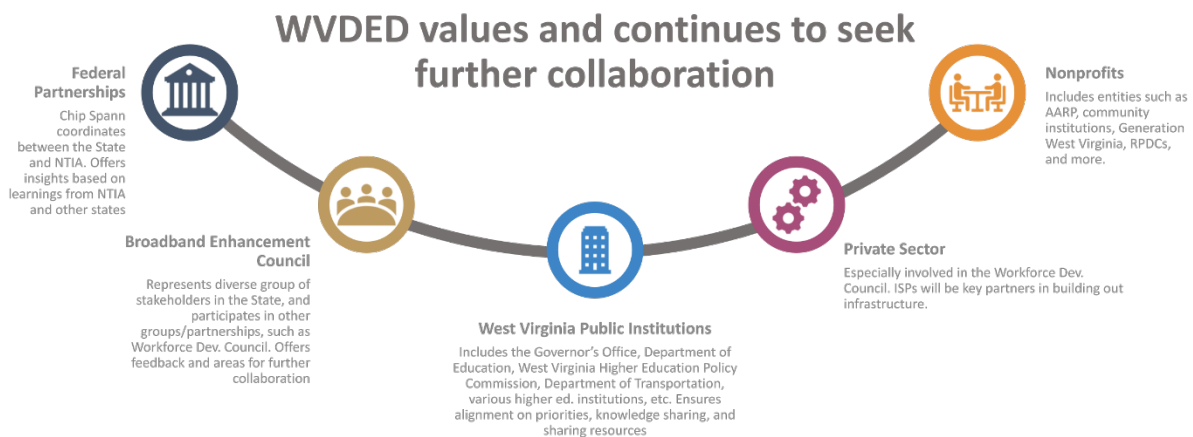 WVDED values and continues to seek
further collaboration
Federal
Partnerships
Chip Spann
coordinates
between the State
and NTIA. Offers
insights based on
learnings from NTIA
and other states
Broadband Enhancement
Council
Represents diverse group of
stakeholders in the State, and
participates in other
groups/partnerships, such as
Workforce Dev. Council. Offers
feedback and areas for further
collaboration
West Virginia Public Institutions
Includes the Governor's Office, Department of
Education, West Virginia Higher Education Policy
Commission, Department of Transportation,
various higher ed. institutions, etc. Ensures
alignment on priorities, knowledge sharing, and
sharing resources
Private Sector
Especially involved in the Workforce Dev.
Council. ISPs will be key partners in building out
infrastructure.
Nonprofits
Includes entities such as
AARP, community
institutions, Generation
West Virginia, RPDCs,
and more.